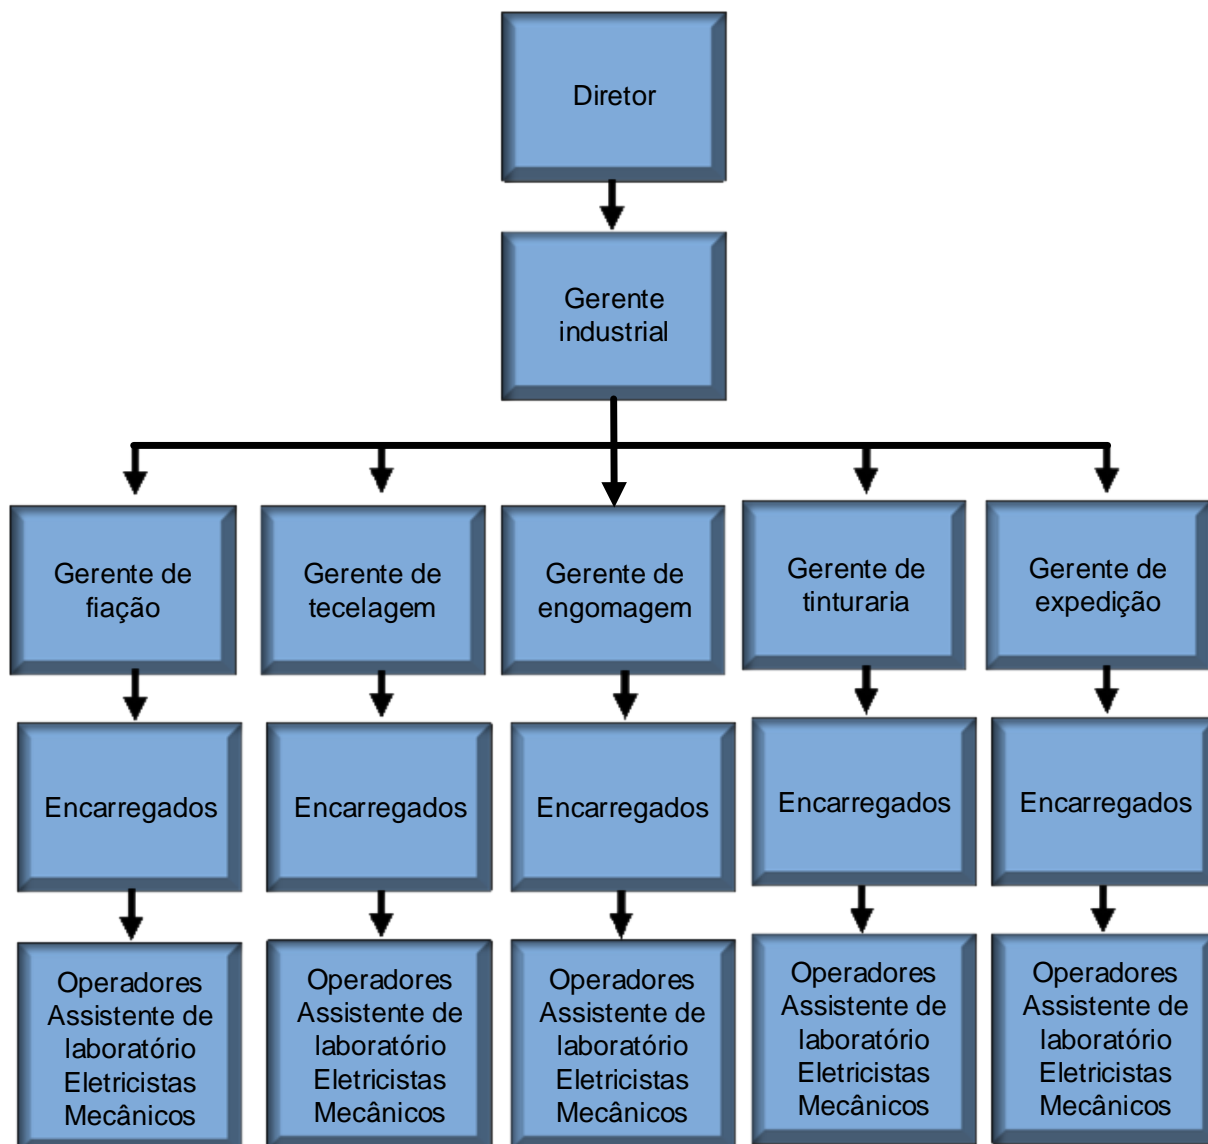 Diretor
Gerente
industrial
Gerente de
fiação
Gerente de
tecelagem
Gerente de
engomagem
Gerente de
tinturaria
Gerente de
expedição
Encarregados
Encarregados
Encarregados
Encarregados
Encarregados
Operadores
Assistente de
laboratório
Eletricistas
Mecânicos
Operadores
Assistente de
laboratório
Eletricistas
Mecânicos
Operadores
Assistente de
laboratório
Eletricistas
Mecânicos
Operadores
Assistente de
laboratório
Eletricistas
Mecânicos
Operadores
Assistente de
laboratório
Eletricistas
Mecânicos